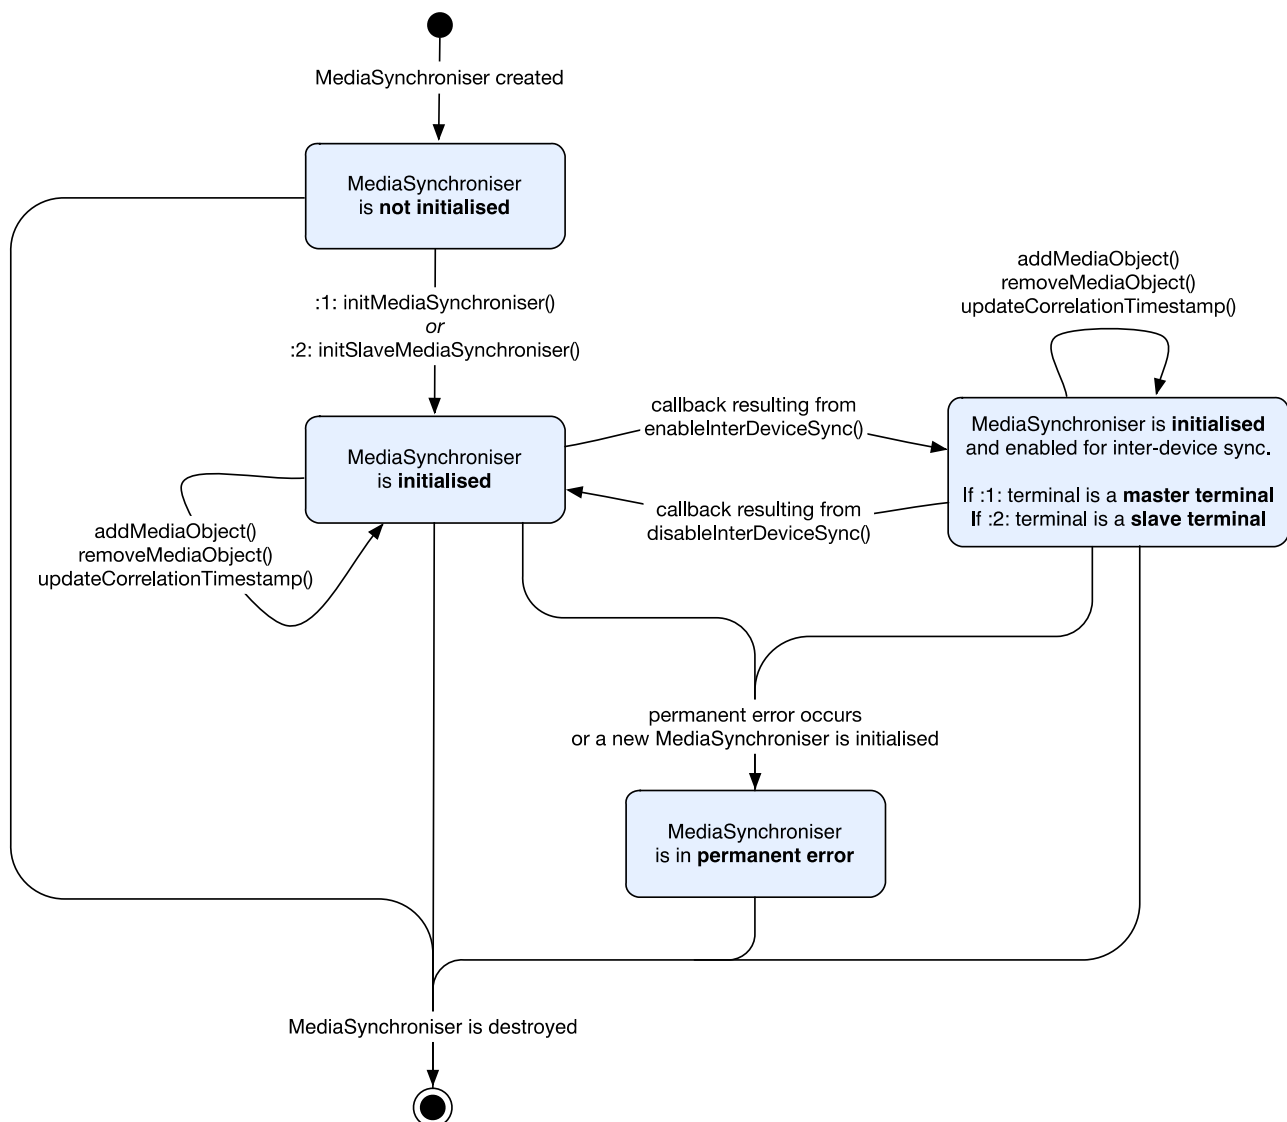 MediaSynchroniser created
MediaSynchroniser
is not initialised
:1: initMediaSynchroniser()
or
:2: initSlaveMediaSynchroniser()
addMediaObject()
removeMediaObject()
updateCorrelationTimestamp()
callback resulting from
enableInterDeviceSync()
MediaSynchroniser
is initialised
MediaSynchroniser is initialised
and enabled for inter-device sync.
If :1: terminal is a master terminal
If :2: terminal is a slave terminal
callback resulting from
disableInterDeviceSync()
addMediaObject()
removeMediaObject()
updateCorrelationTimestamp()
permanent error occurs
or a new MediaSynchroniser is initialised
MediaSynchroniser
is in permanent error
MediaSynchroniser is destroyed